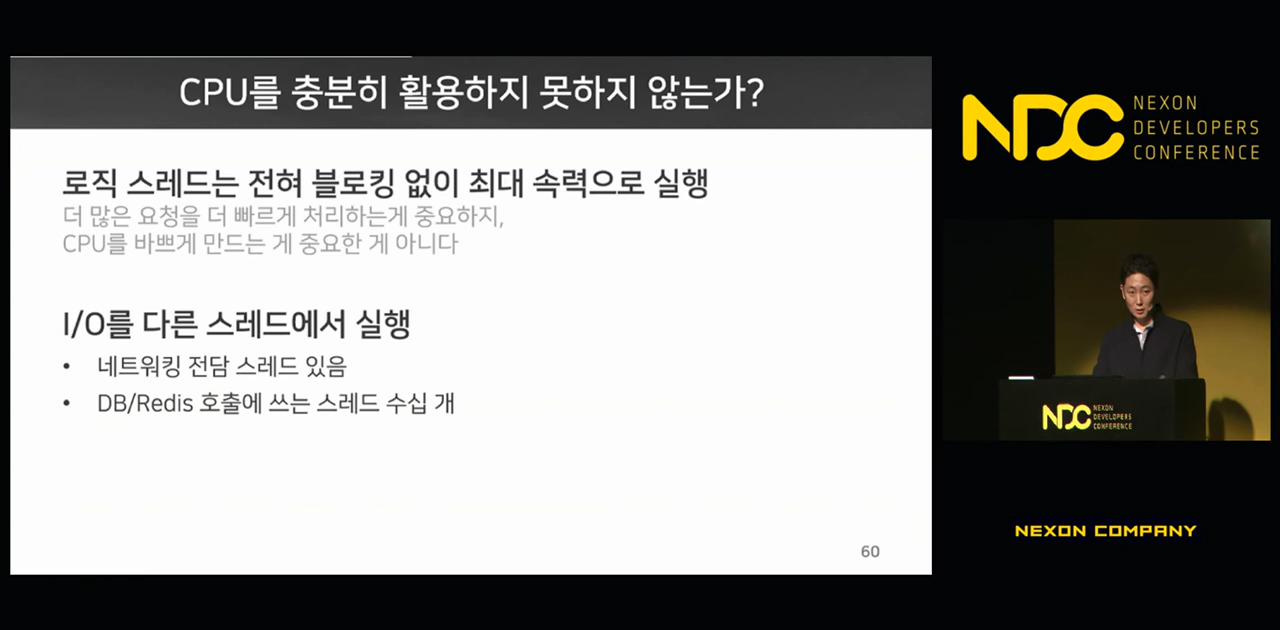 CPU를 충분히 활용하지 못하지 않는가?
로직 스레드는 전혀 블로킹 없이 최대 속력으로 실행
더 많은 요청을 더 빠르게 처리하는게 중요하지,
CPU를 바쁘게 만드는 게 중요한 게 아니다
I/O를 다른 스레드에서 실행
• 네트워킹 전담 스레드 있음
• DB/Redis 호출에 쓰는 스레드 수십 개
60
NDC
NEXON
DEVELOPERS
CONFERENCE
NDC
NEXON
DEVELOPERS
CONFERENCE
NEXON COMPANY